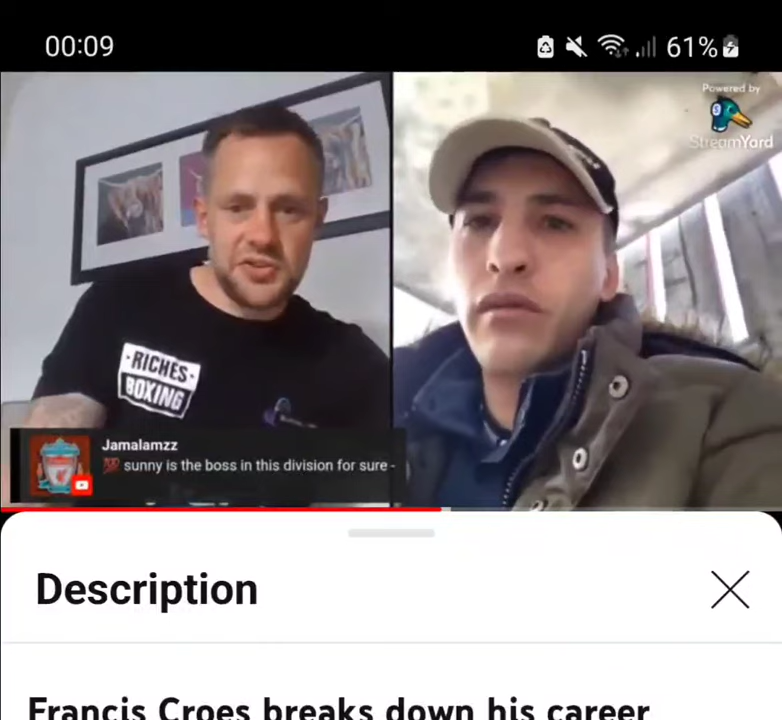 00:09
61%
Powered by
StreamYard
·RICHES·
BOXING
Jamalamzz
💯 sunny is the boss in this division for sure -
Description
Francis Croes breaks down his career